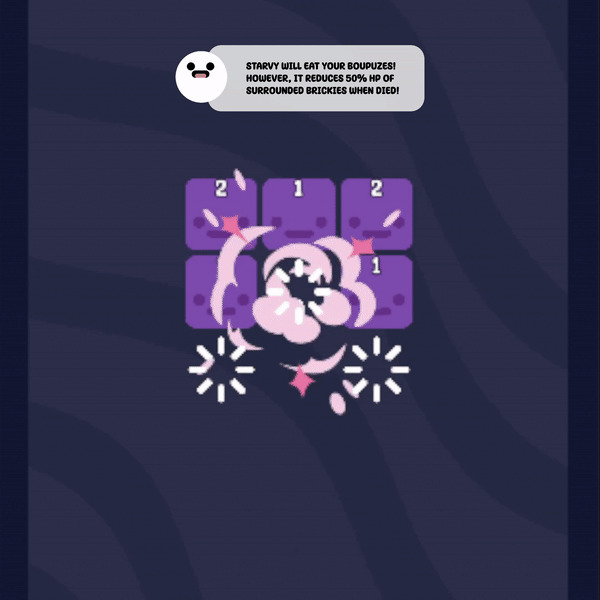 STARVY WILL EAT YOUR BOUPUZES!
HOWEVER, IT REDUCES 50% HP OF
SURROUNDED BRICKIES WHEN DIED!
2 1 2
1